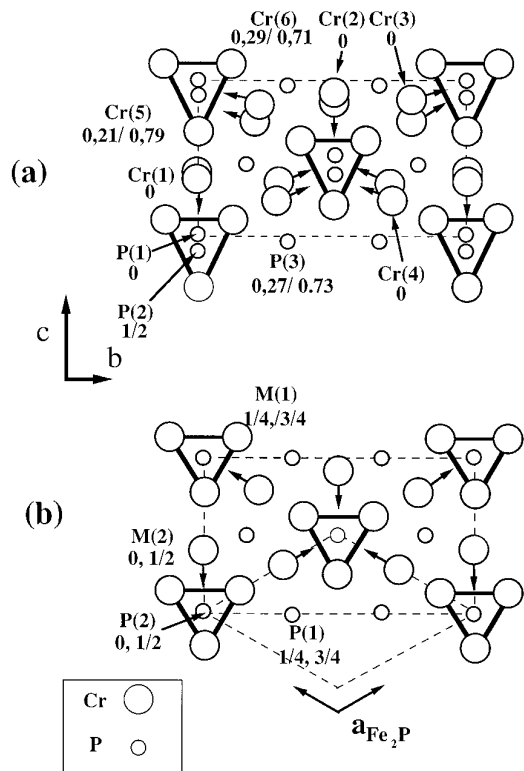 Cr(6)
0,29/ 0,71
Cr(2)
0
Cr(3)
0
Cr(5)
0,21/ 0,79
(a)
Cr(1)
0
P(1)
0
P(2)
1/2
P(3)
0,27/ 0.73
Cr(4)
0
c
b
M(1)
1/4,/3/4
(b)
M(2)
0, 1/2
P(2)
0, 1/2
P(1)
1/4, 3/4
a Fe2P
Cr
P